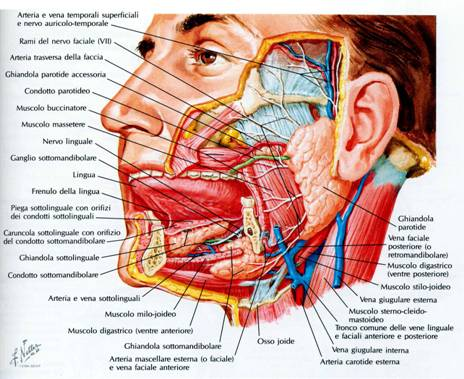 Arteria e vena temporali superficiali
e nervo auricolo-temporale
Rami del nervo faciale (VII)
Arteria trasversa della faccia
Ghiandola parotide accessoria
Condotto parotideo
Muscolo buccinatore
Muscolo massetere
Nervo linguale
Ganglio sottomandibolare
Lingua
Frenulo della lingua
Piega sottolinguale con orifizi
dei condotti sottolinguali
Caruncola sottolinguale con orifizio
del condotto sottomandibolare
Ghiandola sottolinguale
Condotto sottomandibolare
Arteria e vena sottolinguali
Muscolo milo-joideo
Muscolo digastrico (ventre anteriore)
Ghiandola sottomandibolare
Arteria mascellare esterna (o faciale)
e vena faciale anteriore
Osso joide
Ghiandola
parotide
Vena faciale
posteriore (o
retromandibolare)
Muscolo digastrico
(ventre posteriore)
Muscolo stilo-joideo
Vena giugulare esterna
Muscolo sterno-cleido-
mastoideo
Tronco comune delle vene linguale
e faciali anteriore e posteriore
Vena giugulare interna
Arteria carotide esterna